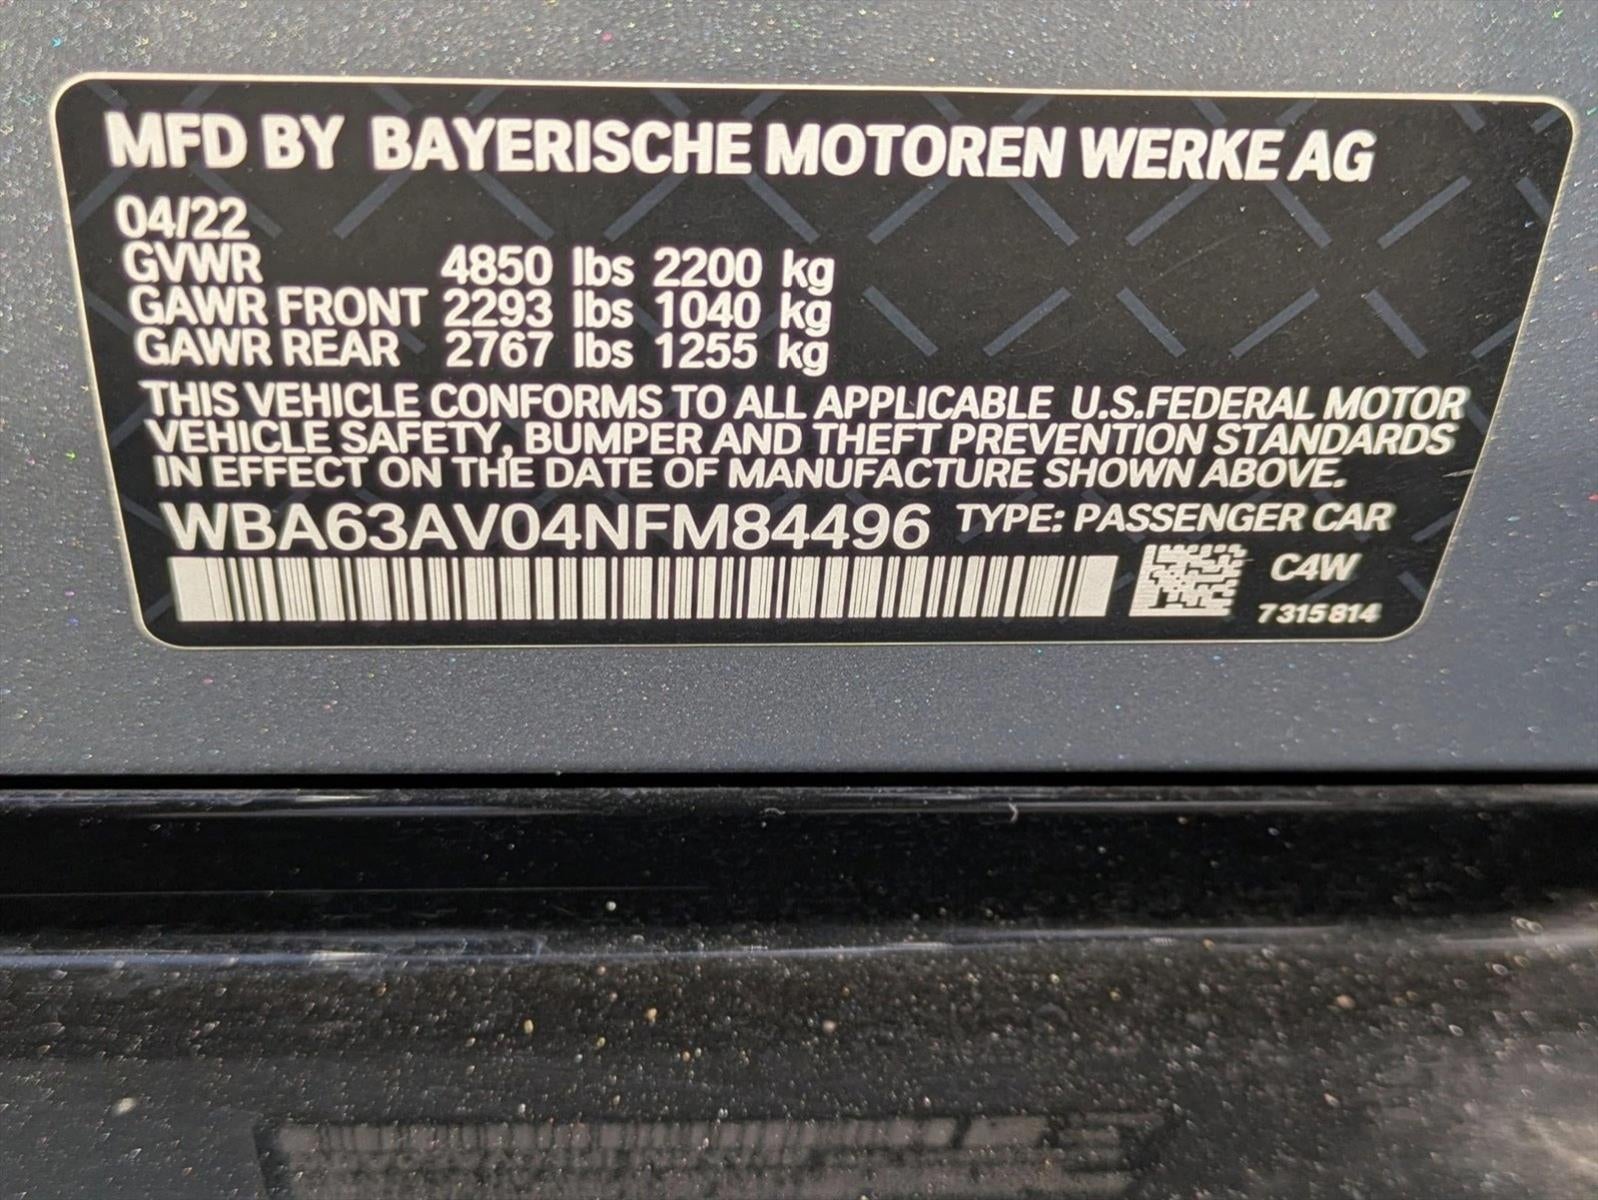 MFD BY BAYERISCHE MOTOREN WERKE AG
04/22
GVWR 4850 lbs 2200 kg
GAWR FRONT 2293 lbs 1040 kg
GAWR REAR 2767 lbs 1255 kg
THIS VEHICLE CONFORMS TO ALL APPLICABLE U.S.FEDERAL MOTOR
VEHICLE SAFETY, BUMPER AND THEFT PREVENTION STANDARDS
IN EFFECT ON THE DATE OF MANUFACTURE SHOWN ABOVE.
WBA63AV04NFM84496 TYPE: PASSENGER CAR
C4W
7315814